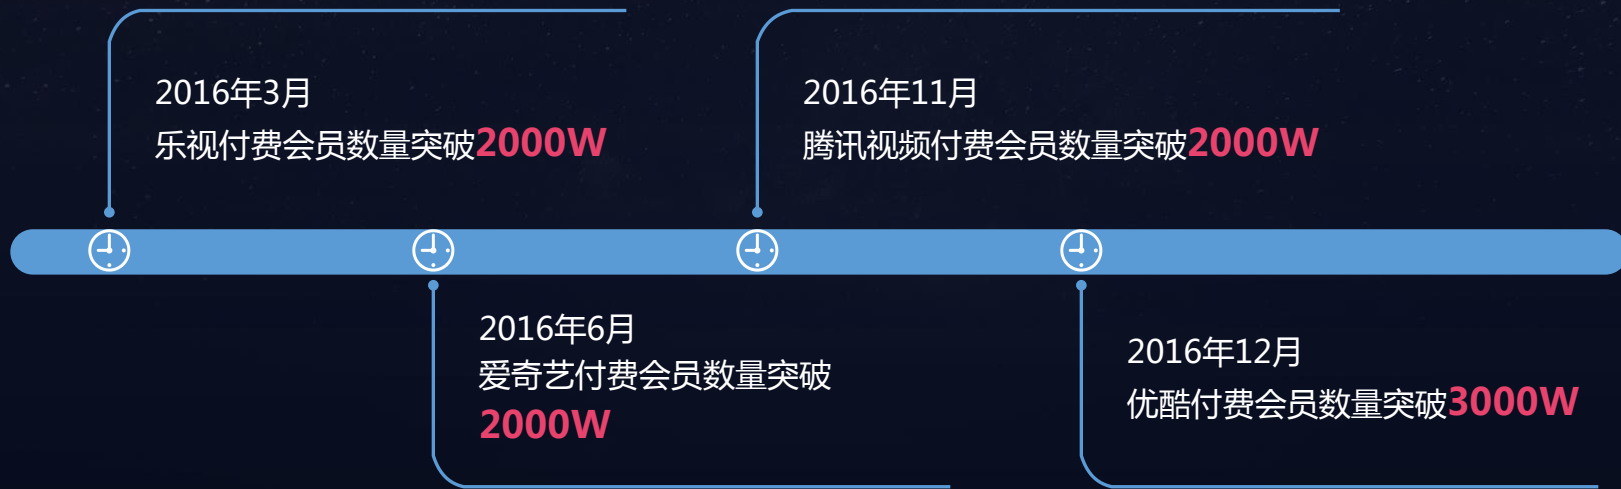 2016年3月
乐视付费会员数量突破2000W
2016年6月
爱奇艺付费会员数量突破
2000W
2016年11月
腾讯视频付费会员数量突破2000W
2016年12月
优酷付费会员数量突破3000W